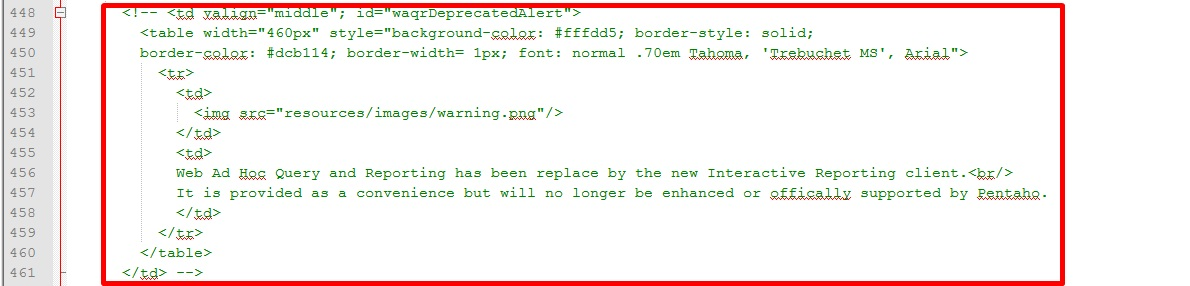 448 <!-- <td valign="middle"; id="waqrDeprecatedAlert">
449 <table width="460px" style="background-color: #fffdd5; border-style: solid;
450 border-color: #dcb114; border-width= 1px; font: normal .70em Tahoma, 'Trebuchet MS', Arial">
451 <tr>
452 <td>
453 <img src="resources/images/warning.png"/>
454 </td>
455 <td>
456 Web Ad Hoc Query and Reporting has been replace by the new Interactive Reporting client.<br/>
457 It is provided as a convenience but will no longer be enhanced or offically supported by Pentaho.
458 </td>
459 </tr>
460 </table>
461 </td> -->